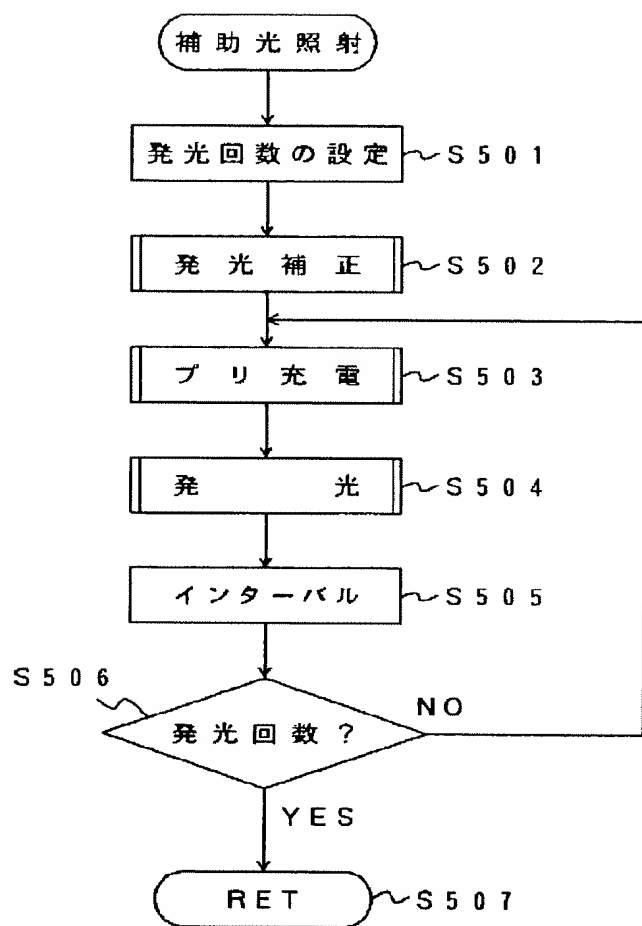 補助光照射
発光回数の設定 S501
発光補正 S502
プリ充電 S503
発光 S504
インターバル S505
S506
発光回数? NO
YES
RET S507